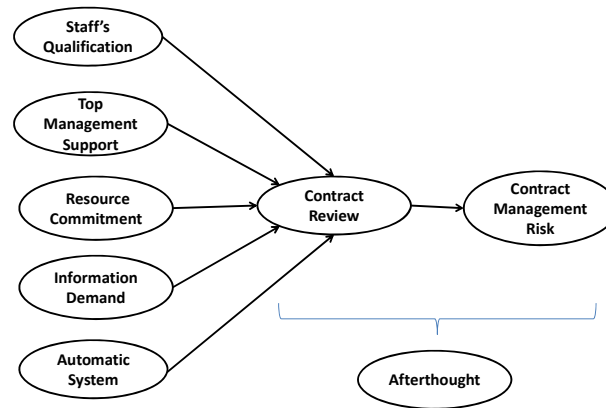 Staff's
Qualification
Top
Management
Support
Resource
Commitment
Information
Demand
Automatic
System
Contract
Review
Contract
Management
Risk
Afterthought